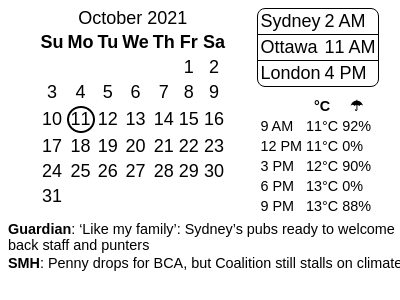 October 2021
Su Mo Tu We Th Fr Sa
1 2
3 4 5 6 7 8 9
10 11 12 13 14 15 16
17 18 19 20 21 22 23
24 25 26 27 28 29 30
31
Sydney 2 AM
Ottawa 11 AM
London 4 PM
°C ☂
9 AM 11°C 92%
12 PM 11°C 0%
3 PM 12°C 90%
6 PM 13°C 0%
9 PM 13°C 88%
Guardian: ‘Like my family’: Sydney’s pubs ready to welcome
back staff and punters
SMH: Penny drops for BCA, but Coalition still stalls on climate